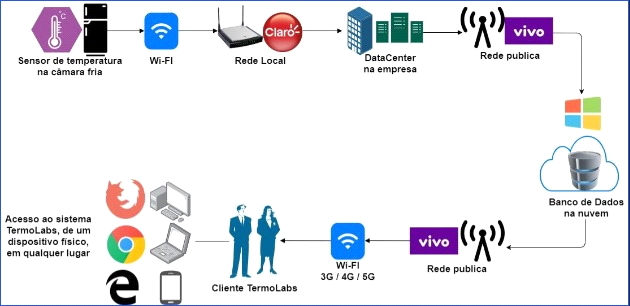 Claro
vivo
Sensor de temperatura
na câmara fria
Wi-FI
Rede Local
DataCenter
na empresa
Rede publica
Banco de Dados
na nuvem
Acesso ao sistema
TermoLabs, de um
dispositivo físico,
em qualquer lugar
Cliente TermoLabs
Wi-FI
3G / 4G / 5G
vivo
Rede publica